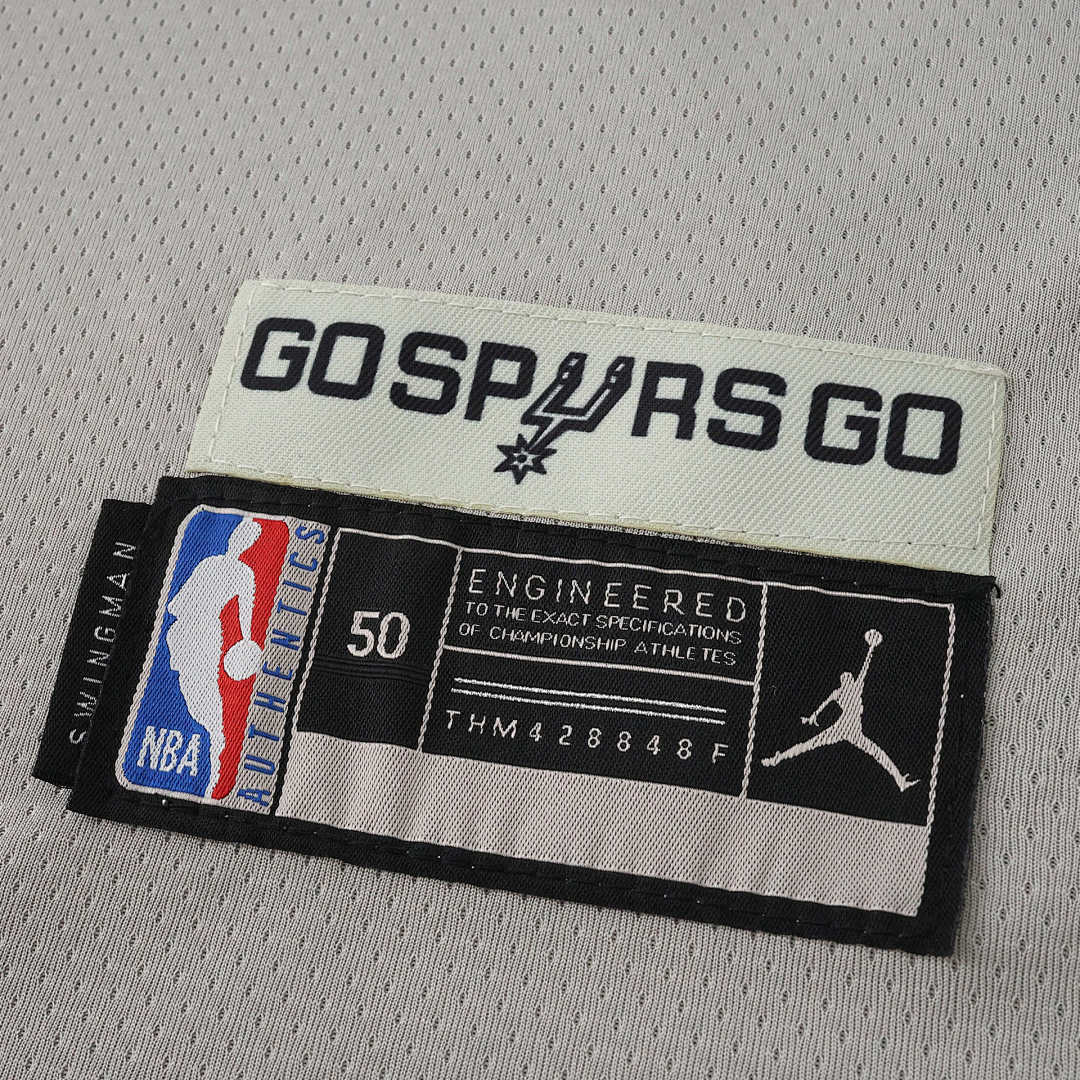 GO SPURS GO
SWINGMAN
NBA
AUTHENTICS
50
ENGINEERED
TO THE EXACT SPECIFICATIONS
OF CHAMPIONSHIP ATHLETES
THM428848F